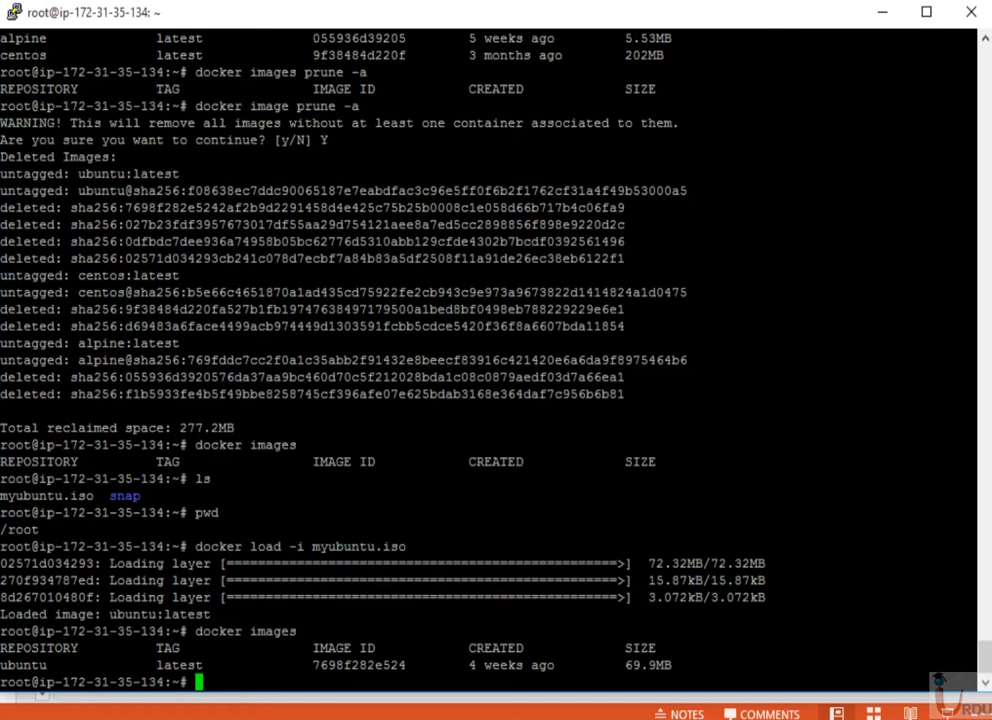 root@ip-172-31-35-134: ~
alpine latest 055936d39205 5 weeks ago 5.53MB
centos latest 9f38484d220f 3 months ago 202MB
root@ip-172-31-35-134:~# docker images prune -a
REPOSITORY TAG IMAGE ID CREATED SIZE
root@ip-172-31-35-134:~# docker image prune -a
WARNING! This will remove all images without at least one container associated to them.
Are you sure you want to continue? [y/N] Y
Deleted Images:
untagged: ubuntu:latest
untagged: ubuntu@sha256:f08638ec7ddc90065187e7eabdfac3c96e5ff0f6b2f1762cf31a4f49b53000a5
deleted: sha256:7698f282e5242af2b9d2291458d4e425c75b25b0008c1e058d66b717b4c06fa9
deleted: sha256:027b23fdf3957673017df55aa29d754121aee8a7ed5cc2898856f898e9220d2c
deleted: sha256:0dfbdc7dee936a74958b05bc62776d5310abb129cfde4302b7bcdf0392561496
deleted: sha256:02571d034293cb241c078d7ecbf7a84b83a5df2508f11a91de26ec38eb6122f1
untagged: centos:latest
untagged: centos@sha256:b5e66c4651870a1ad435cd75922fe2cb943c9e973a9673822d1414824a1d0475
deleted: sha256:9f38484d220fa527b1fb19747638497179500a1bed8bf0498eb788229229e6e1
deleted: sha256:d69483a6face4499acb974449d1303591fcbb5cdce5420f36f8a6607bda11854
untagged: alpine:latest
untagged: alpine@sha256:769fddc7cc2f0a1c35abb2f91432e8beecf83916c421420e6a6da9f8975464b6
deleted: sha256:055936d3920576da37aa9bc460d70c5f212028bda1c08c0879aedf03d7a66ea1
deleted: sha256:f1b5933fe4b5f49bbe8258745cf396afe07e625bdab3168e364daf7c956b6b81
Total reclaimed space: 277.2MB
root@ip-172-31-35-134:~# docker images
REPOSITORY TAG IMAGE ID CREATED SIZE
root@ip-172-31-35-134:~# ls
myubuntu.iso snap
root@ip-172-31-35-134:~# pwd
/root
root@ip-172-31-35-134:~# docker load -i myubuntu.iso
02571d034293: Loading layer [==================================================>] 72.32MB/72.32MB
270f934787ed: Loading layer [==================================================>] 15.87kB/15.87kB
8d267010480f: Loading layer [==================================================>] 3.072kB/3.072kB
Loaded image: ubuntu:latest
root@ip-172-31-35-134:~# docker images
REPOSITORY TAG IMAGE ID CREATED SIZE
ubuntu latest 7698f282e524 4 weeks ago 69.9MB
root@ip-172-31-35-134:~#
NOTES COMMENTS